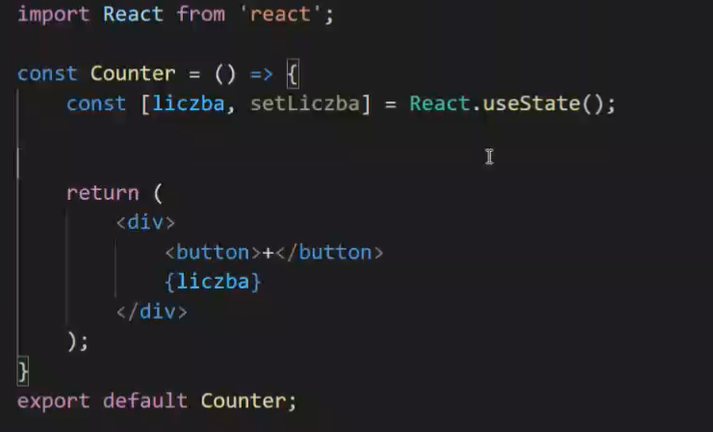 import React from 'react';
const Counter = () => {
const [liczba, setLiczba] = React.useState();
return (
<div>
<button>+</button>
{liczba}
</div>
);
}
export default Counter;